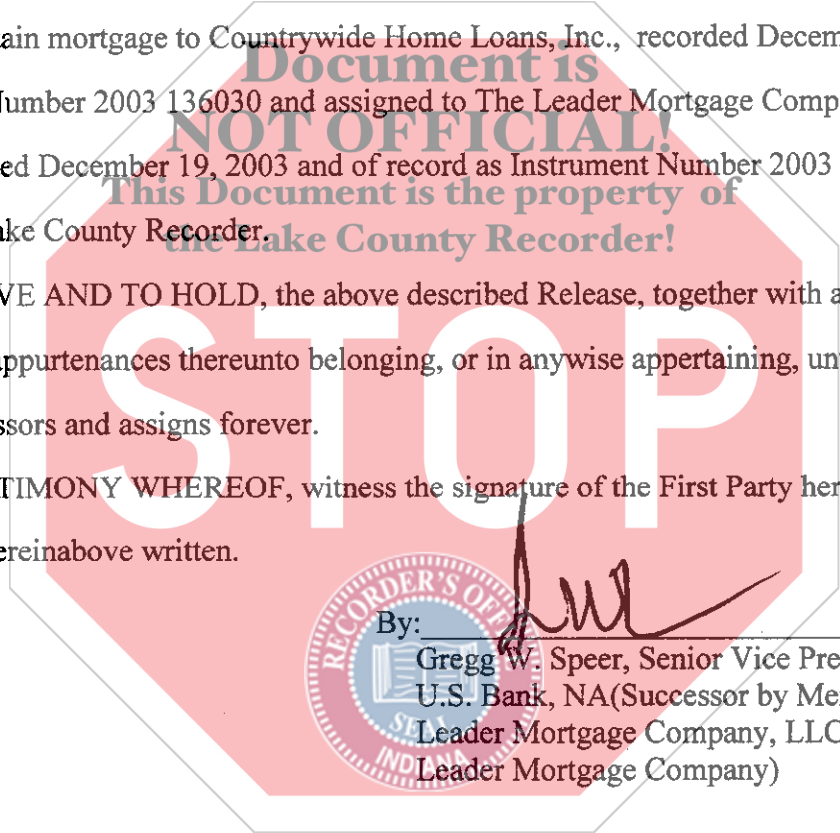 ain mortgage to Countrywide Home Loans, Inc., recorded Decem
Document is
Number 2003 136030 and assigned to The Leader Mortgage Comp
NOT OFFICIAL!
ed December 19, 2003 and of record as Instrument Number 2003
This Document is the property of
ake County Recorder.
the Lake County Recorder!
VE AND TO HOLD, the above described Release, together with a
appurtenances thereunto belonging, or in anywise appertaining, un
STOP
ssors and assigns forever.
TIMONY WHEREOF, witness the signature of the First Party her
ereinabove written.
RECORDER'S OFF
By:
Gregg W. Speer, Senior Vice Pre
U.S. Bank, NA(Successor by Me
SEAL
Leader Mortgage Company, LLC
INDIANA
Leader Mortgage Company)